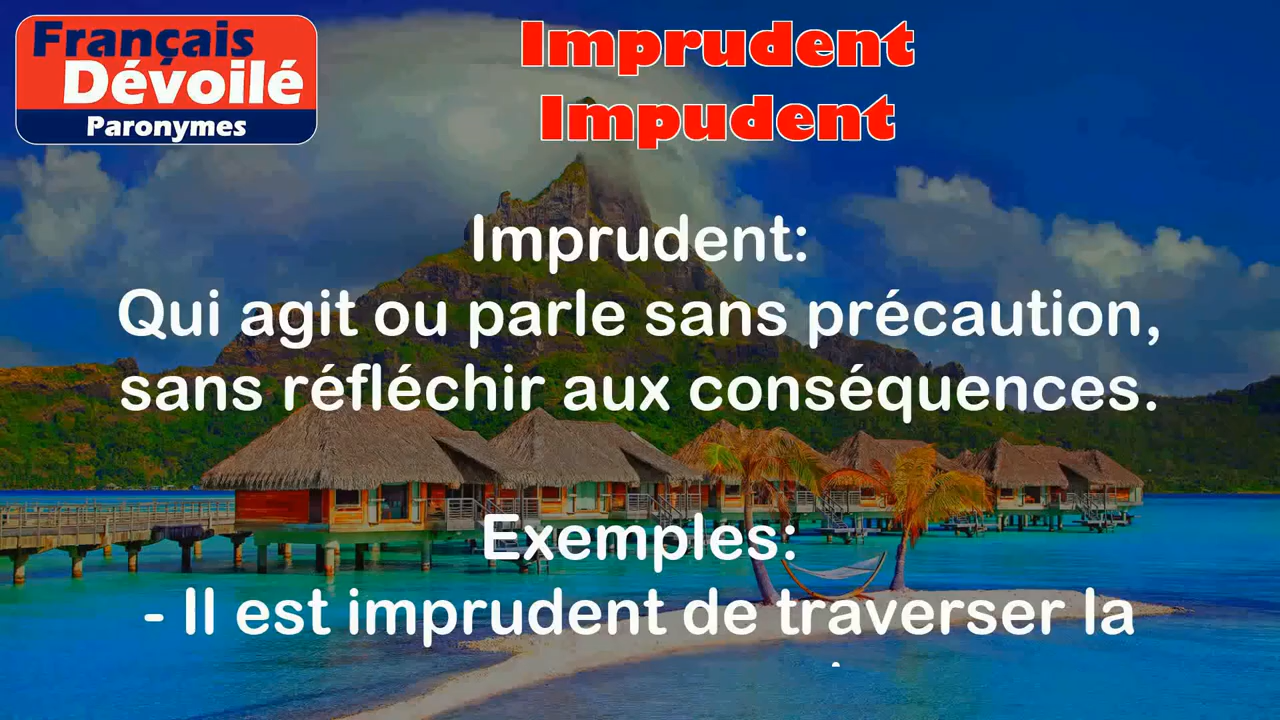 Français
Dévoilé
Paronymes
Imprudent
Impudent
Imprudent:
Qui agit ou parle sans précaution,
sans réfléchir aux conséquences.
Exemples:
- Il est imprudent de traverser la